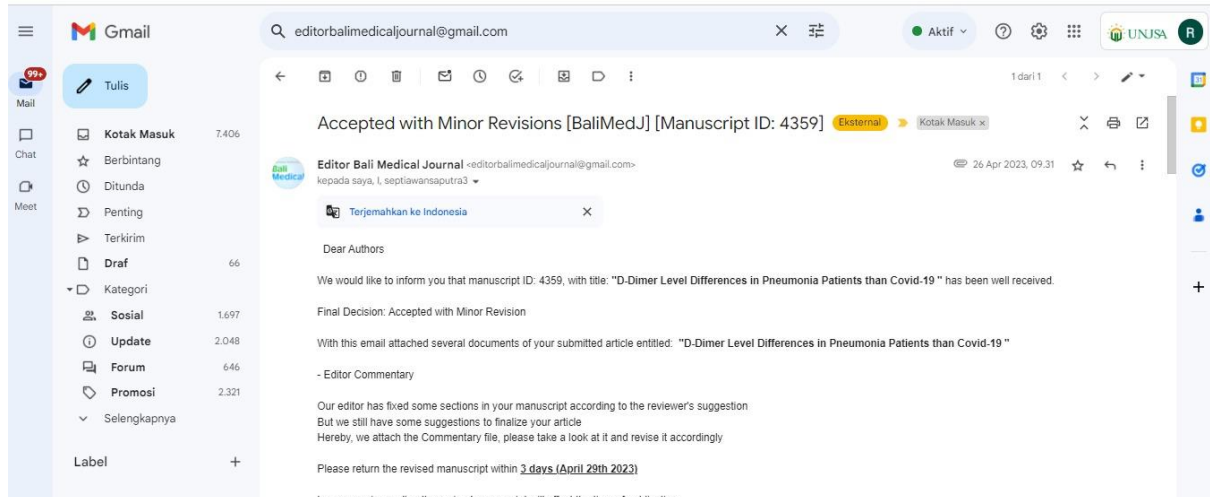 Gmail
editorbalimedicaljournal@gmail.com
Aktif
UNUSA
R
99+
Mail
Chat
Meet
Tulis
Kotak Masuk 7.406
Berbintang
Ditunda
Penting
Terkirim
Draf 66
Kategori
Sosial 1.697
Update 2.048
Forum 646
Promosi 2.321
Selengkapnya
Label
1 dari 1
31
Accepted with Minor Revisions [BaliMedJ] [Manuscript ID: 4359] Eksternal Kotak Masuk x
Bali Medical
Editor Bali Medical Journal <editorbalimedicaljournal@gmail.com> 26 Apr 2023, 09.31
kepada saya, I, septiawansaputra3
Terjemahkan ke Indonesia
Dear Authors
We would like to inform you that manuscript ID: 4359, with title: "D-Dimer Level Differences in Pneumonia Patients than Covid-19 " has been well received.
Final Decision: Accepted with Minor Revision
With this email attached several documents of your submitted article entitled: "D-Dimer Level Differences in Pneumonia Patients than Covid-19 "
- Editor Commentary
Our editor has fixed some sections in your manuscript according to the reviewer's suggestion
But we still have some suggestions to finalize your article
Hereby, we attach the Commentary file, please take a look at it and revise it accordingly
Please return the revised manuscript within 3 days (April 29th 2023)